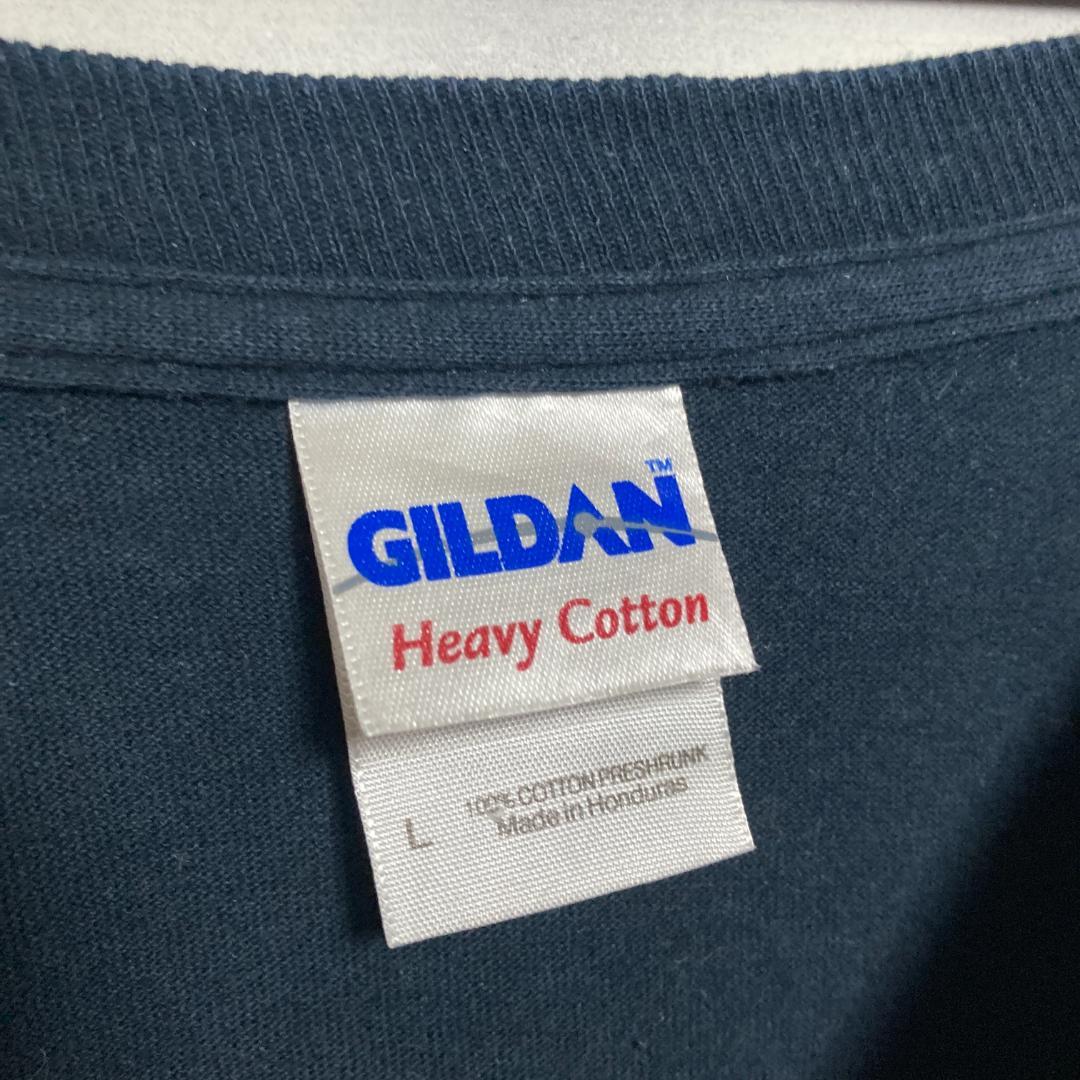 GILDAN™
Heavy Cotton
100% COTTON PRESHRUNK
L Made in Honduras